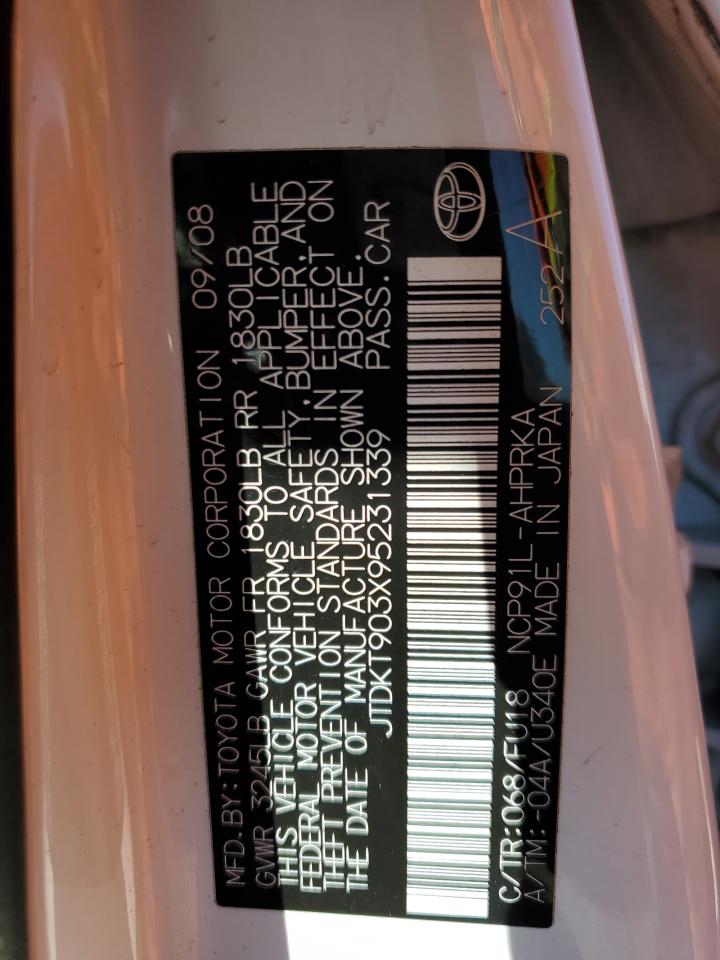 MFD.BY:TOYOTA MOTOR CORPORATION 09/08
GVWR 3245LB GAWR FR 1830LB RR 1830LB
THIS VEHICLE CONFORMS TO ALL APPLICABLE
FEDERAL MOTOR VEHICLE SAFETY,BUMPER,AND
THEFT PREVENTION STANDARDS IN EFFECT ON
THE DATE OF MANUFACTURE SHOWN ABOVE.
JTDKT903X95231339 PASS.CAR
C/TR:068/FU18 NCP91L-AHPRKA
A/TM:-04A/U340E MADE IN JAPAN 252 A